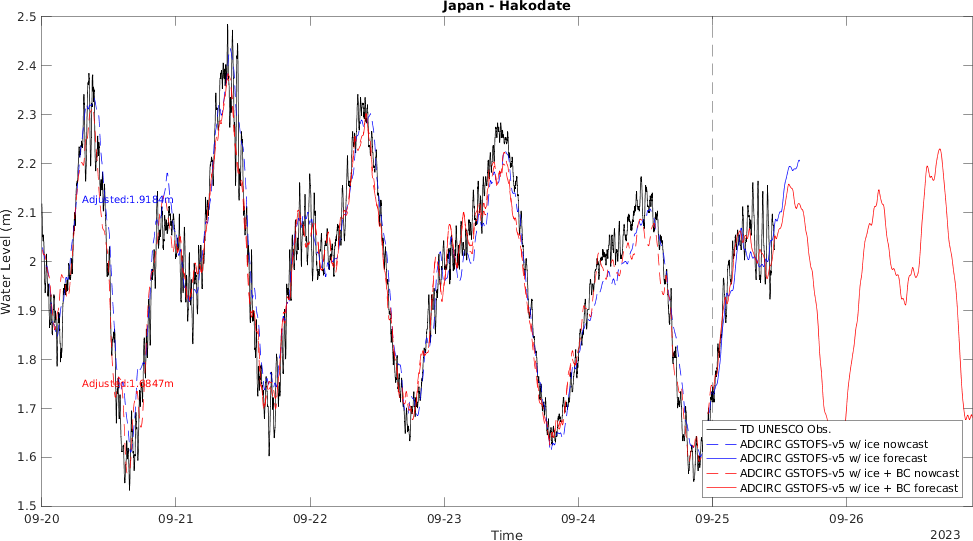 Japan - Hakodate
2.5
2.4
2.3
2.2
2.1
2
1.9
1.8
1.7
1.6
1.5
Water Level (m)
Adjusted:1.9184m
TD UNESCO Obs.
ADCIRC GSTOFS-v5 w/ ice nowcast
ADCIRC GSTOFS-v5 w/ ice forecast
ADCIRC GSTOFS-v5 w/ ice + BC nowcast
ADCIRC GSTOFS-v5 w/ ice + BC forecast
09-20 09-21 09-22 09-23 09-24 09-25 09-26
Time
2023